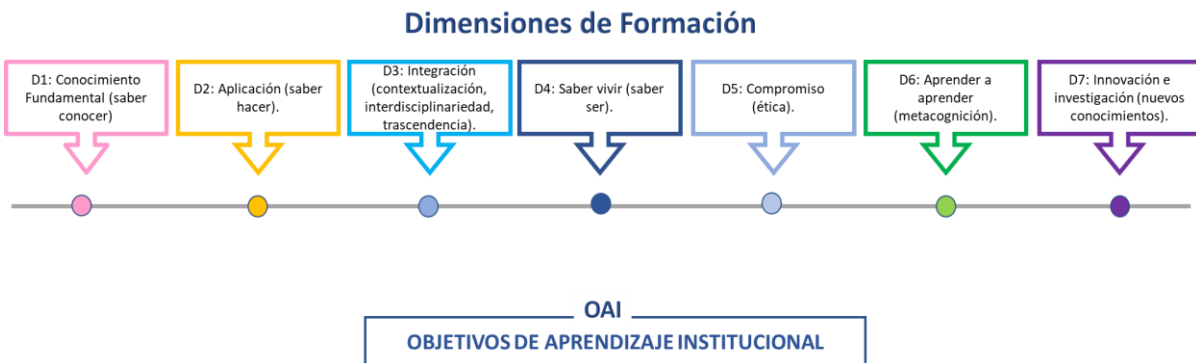 Dimensiones de Formación
D1: Conocimiento
Fundamental (saber
conocer)
D2: Aplicación (saber
hacer).
D3: Integración
(contextualización,
interdisciplinariedad,
trascendencia).
D4: Saber vivir (saber
ser).
D5: Compromiso
(ética).
D6: Aprender a
aprender
(metacognición).
D7: Innovación e
investigación (nuevos
conocimientos).
OAI
OBJETIVOS DE APRENDIZAJE INSTITUCIONAL